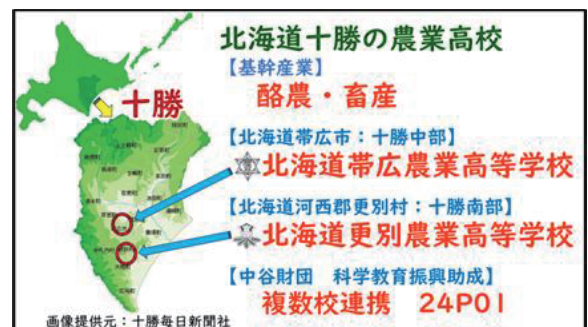 北海道十勝の農業高校
【基幹産業】
酪農・畜産
十勝
【北海道帯広市：十勝中部】
北海道帯広農業高等学校
【北海道河西郡更別村：十勝南部】
北海道更別農業高等学校
【中谷財団 科学教育振興助成】
複数校連携 24P01
画像提供元：十勝毎日新聞社